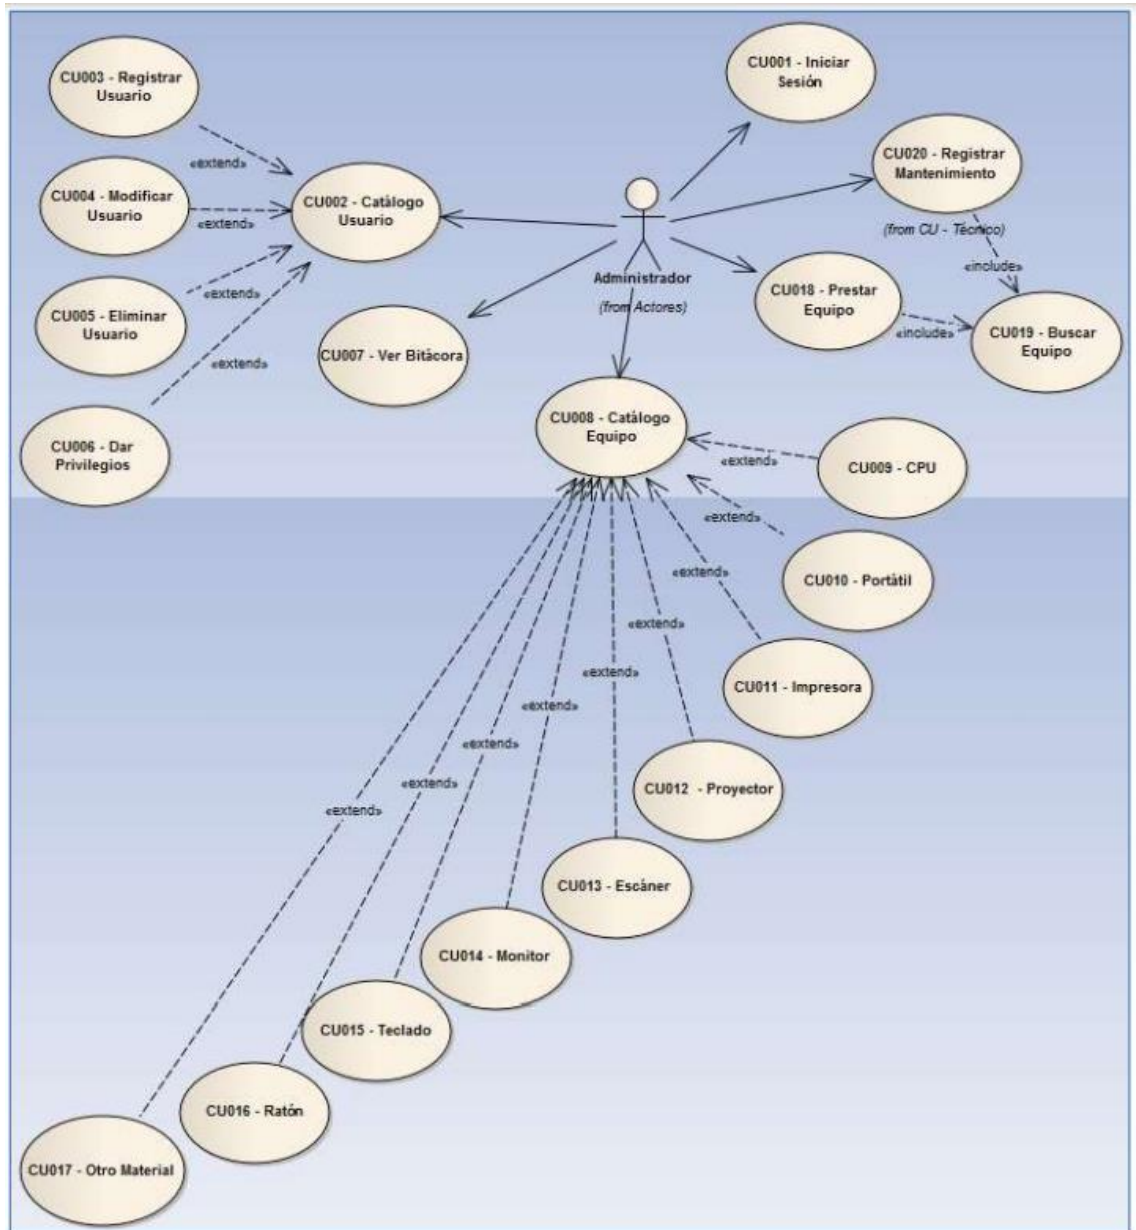 CU003 - Registrar
Usuario
«extend»
CU004 - Modificar
Usuario
«extend»
CU002 - Catálogo
Usuario
CU005 - Eliminar
Usuario
«extend»
«extend»
CU006 - Dar
Privilegios
CU007 - Ver Bitácora
Administrador
(from Actores)
CU001 - Iniciar
Sesión
CU020 - Registrar
Mantenimiento
(from CU - Técnico)
«include»
CU018 - Prestar
Equipo
«include»
CU019 - Buscar
Equipo
CU008 - Catálogo
Equipo
«extend»
CU009 - CPU
«extend»
CU010 - Portátil
«extend»
CU011 - Impresora
«extend»
CU012 - Proyector
«extend»
CU013 - Escáner
«extend»
CU014 - Monitor
«extend»
CU015 - Teclado
«extend»
CU016 - Ratón
«extend»
CU017 - Otro Material